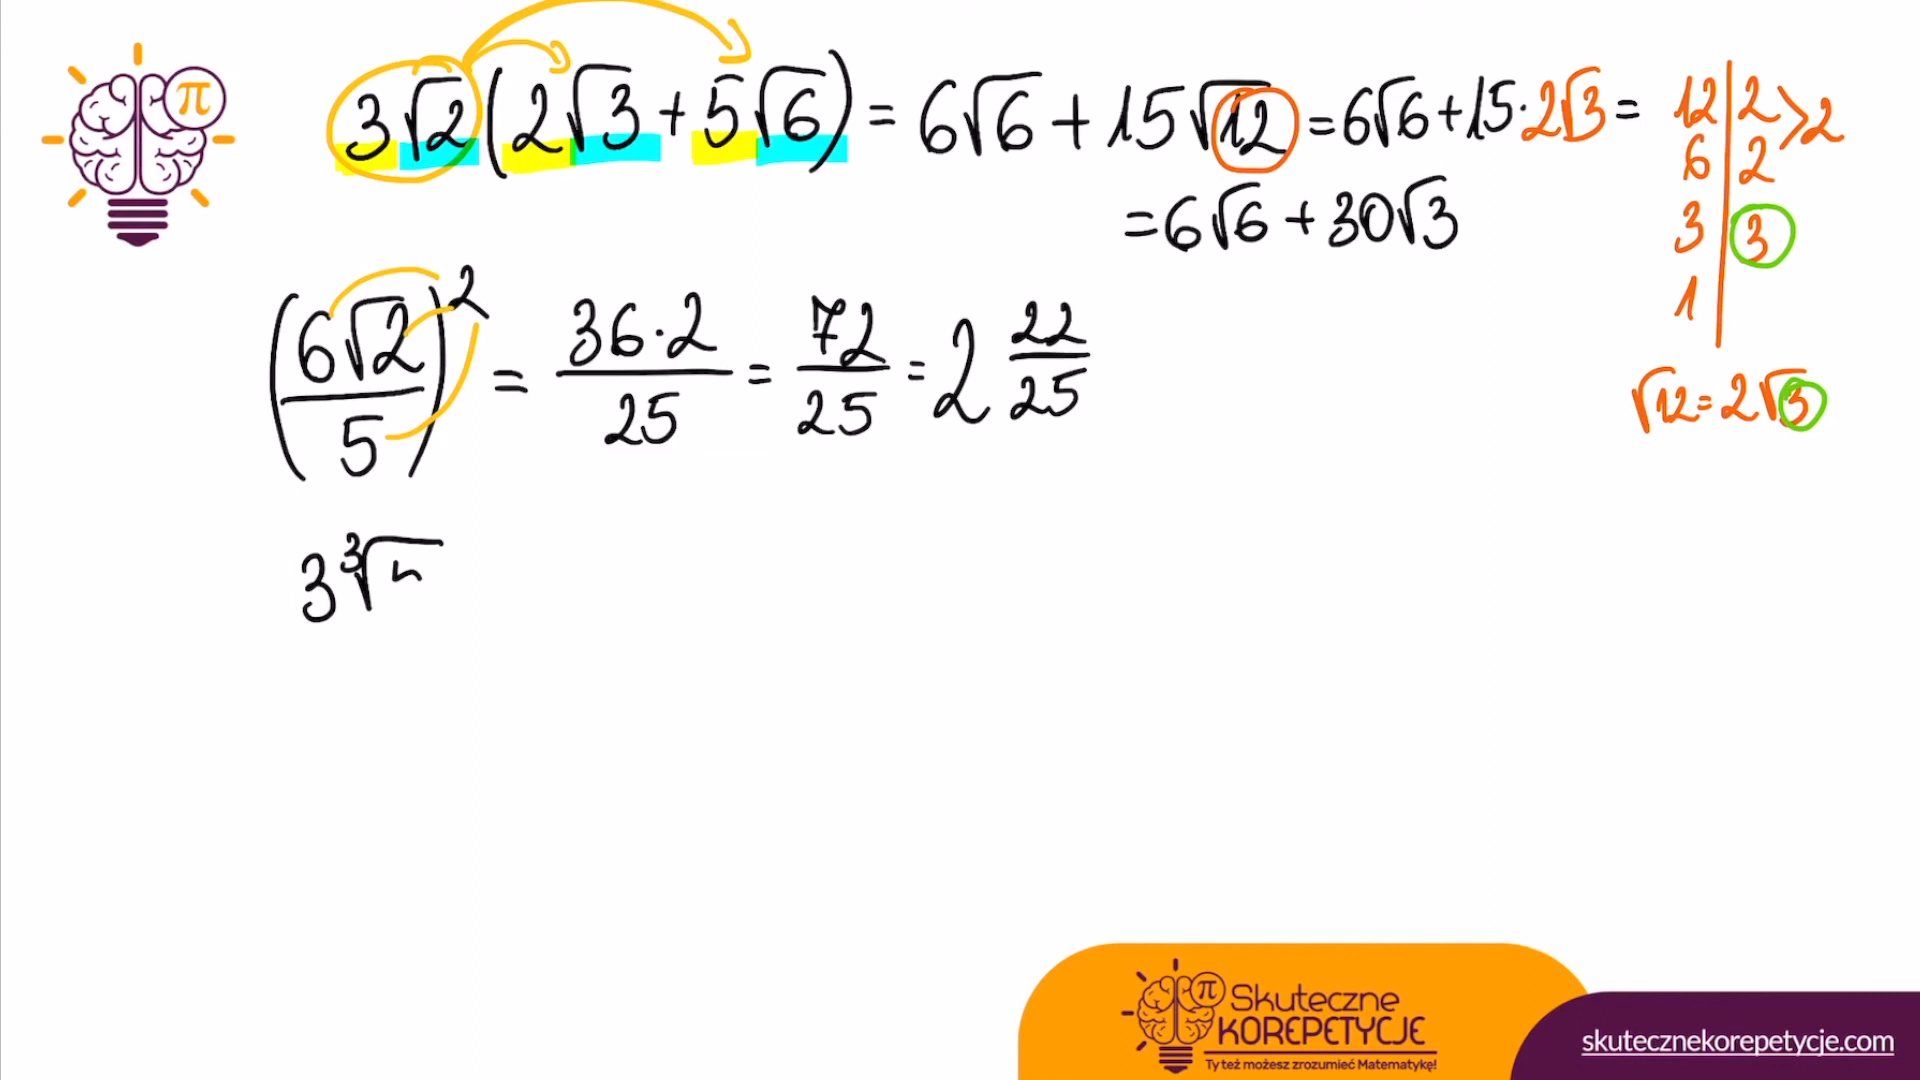 3√2(2√3+5√6) = 6√6 + 15√12 = 6√6+15·2√3 =
= 6√6 + 30√3
12|2
6|2 >2
3|3
1|
√12 = 2√3
(6√2/5)² = 36·2/25 = 72/25 = 2 22/25
3∛
π
π Skuteczne
KOREPETYCJE
Ty też możesz zrozumieć Matematykę!
skutecznekorepetycje.com